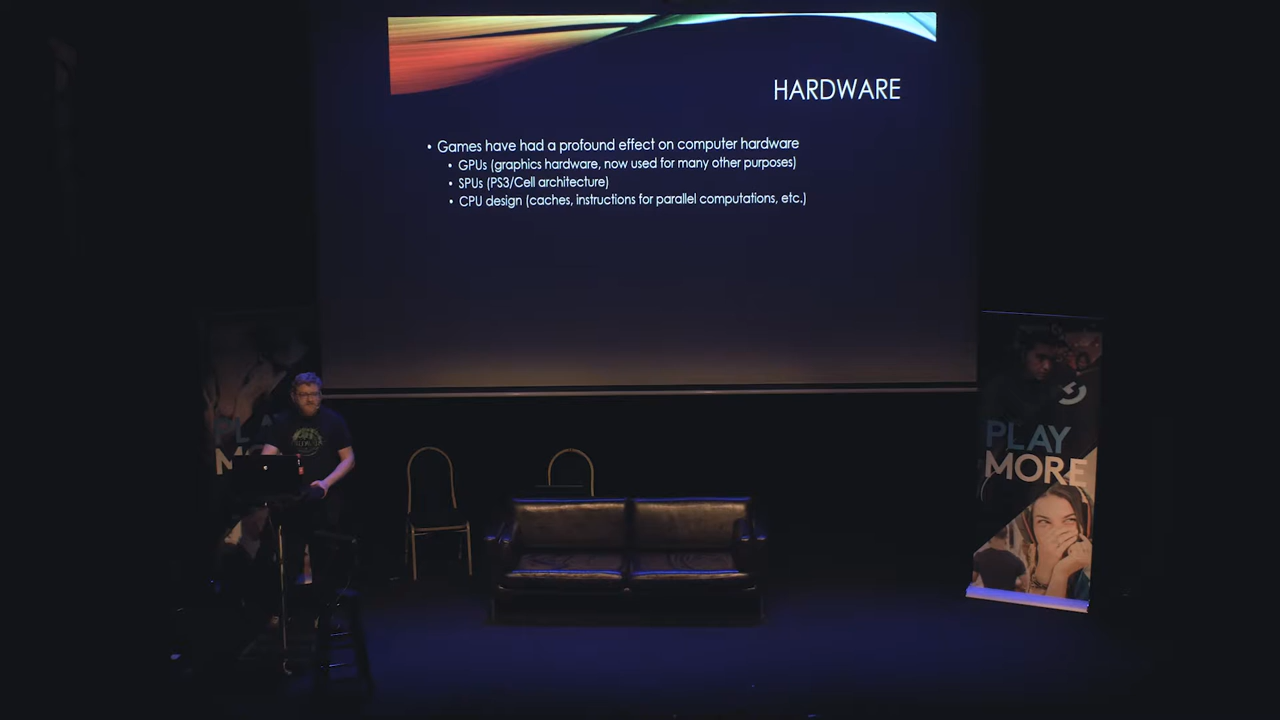 HARDWARE
• Games have had a profound effect on computer hardware
• GPUs (graphics hardware, now used for many other purposes)
• SPUs (PS3/Cell architecture)
• CPU design (caches, instructions for parallel computations, etc.)
PLAY
MORE